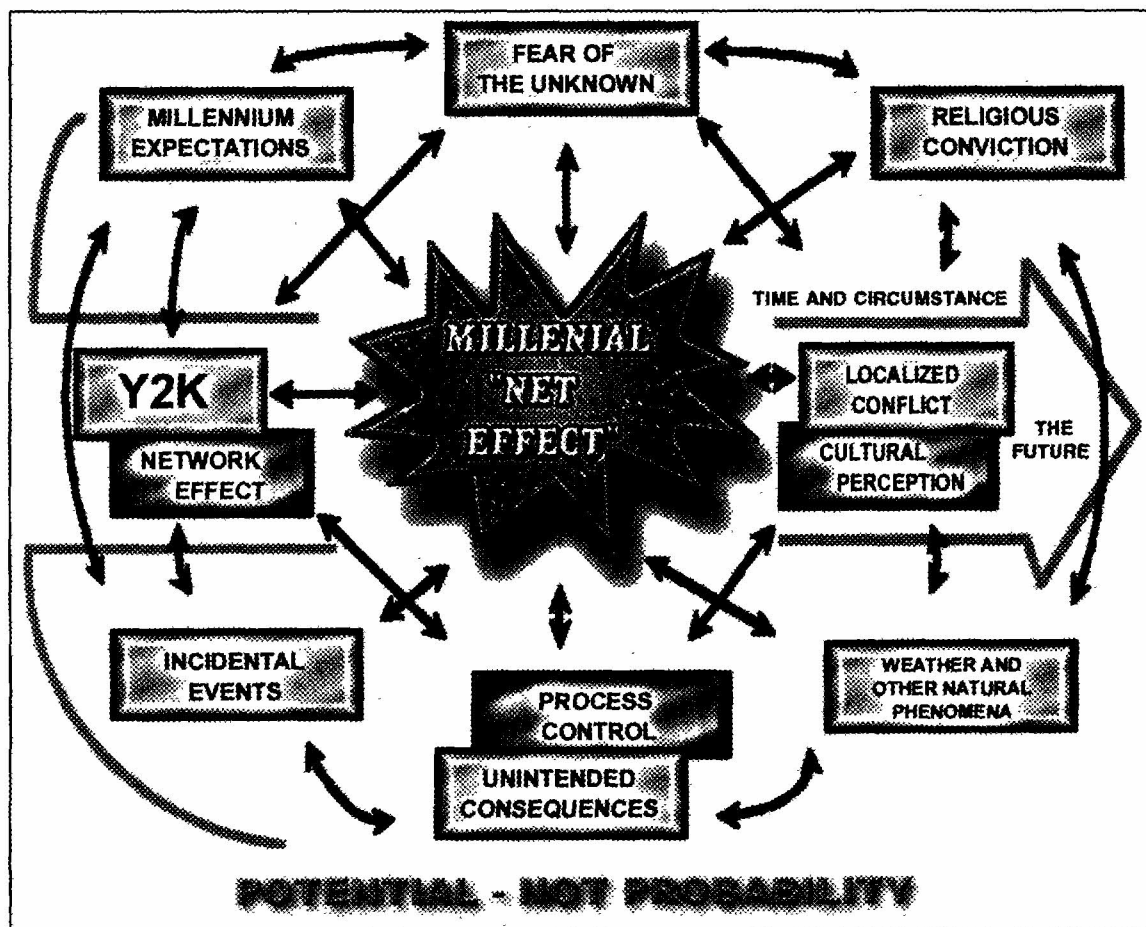 FEAR OF
THE UNKNOWN
MILLENNIUM
EXPECTATIONS
RELIGIOUS
CONVICTION
TIME AND CIRCUMSTANCE
MILLENIAL
"NET
EFFECT"
Y2K
NETWORK
EFFECT
LOCALIZED
CONFLICT
CULTURAL
PERCEPTION
THE
FUTURE
INCIDENTAL
EVENTS
PROCESS
CONTROL
UNINTENDED
CONSEQUENCES
WEATHER AND
OTHER NATURAL
PHENOMENA
POTENTIAL - NOT PROBABILITY